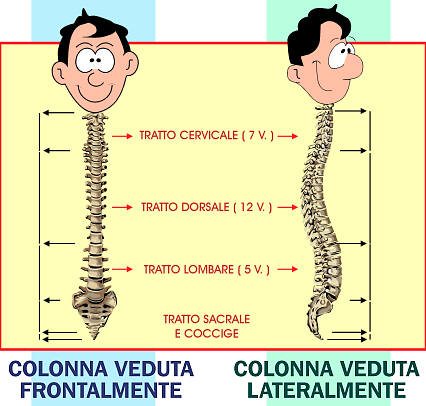 TRATTO CERVICALE ( 7 V. )
TRATTO DORSALE ( 12 V. )
TRATTO LOMBARE ( 5 V. )
TRATTO SACRALE
E COCCIGE
COLONNA VEDUTA
FRONTALMENTE
COLONNA VEDUTA
LATERALMENTE